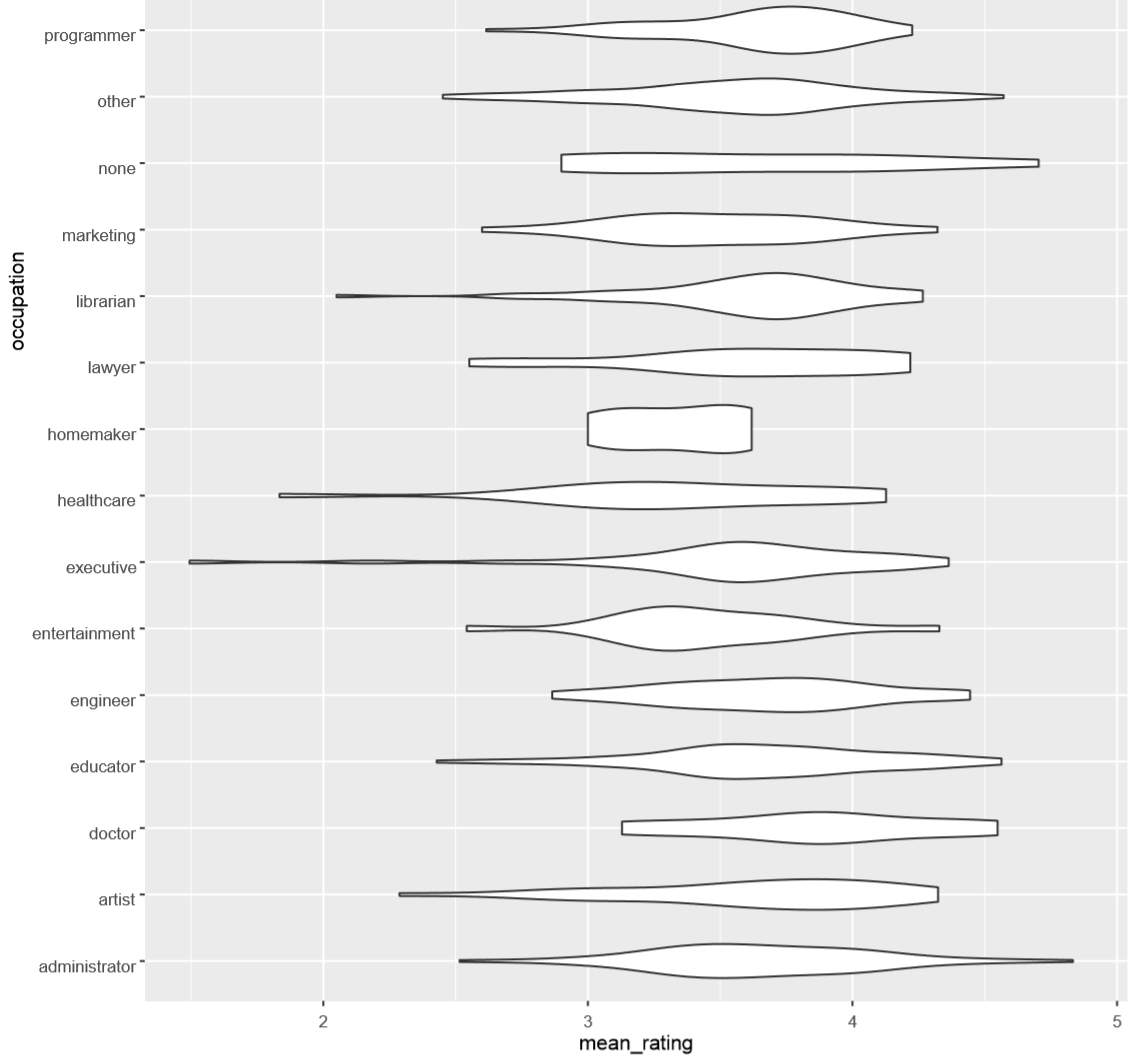 programmer
other
none
marketing
librarian
lawyer
homemaker
healthcare
executive
entertainment
engineer
educator
doctor
artist
administrator
occupation
2 3 4 5
mean_rating